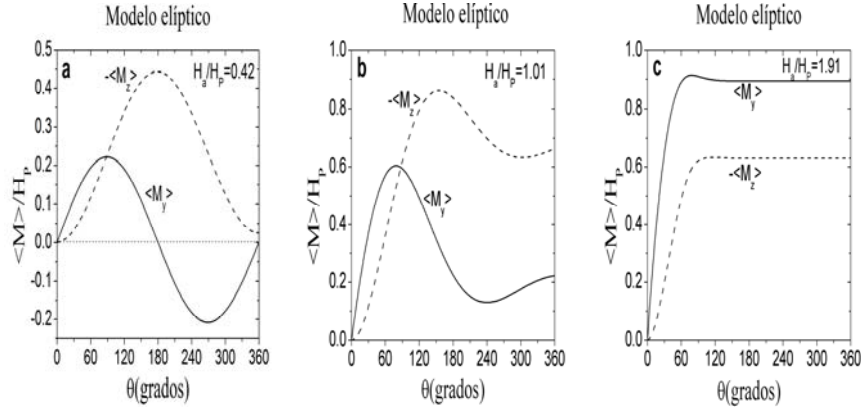 Modelo elíptico
a
H_a/H_P=0.42
-<M_z>
<M_y>
<M>/H_P
0.5
0.4
0.3
0.2
0.1
0.0
-0.1
-0.2
0 60 120 180 240 300 360
θ(grados)
Modelo elíptico
b
H_a/H_P=1.01
-<M_z>
<M_y>
<M>/H_P
1.0
0.8
0.6
0.4
0.2
0.0
0 60 120 180 240 300 360
θ(grados)
Modelo elíptico
c
H_a/H_P=1.91
<M_y>
-<M_z>
<M>/H_P
1.0
0.8
0.6
0.4
0.2
0.0
0 60 120 180 240 300 360
θ(grados)